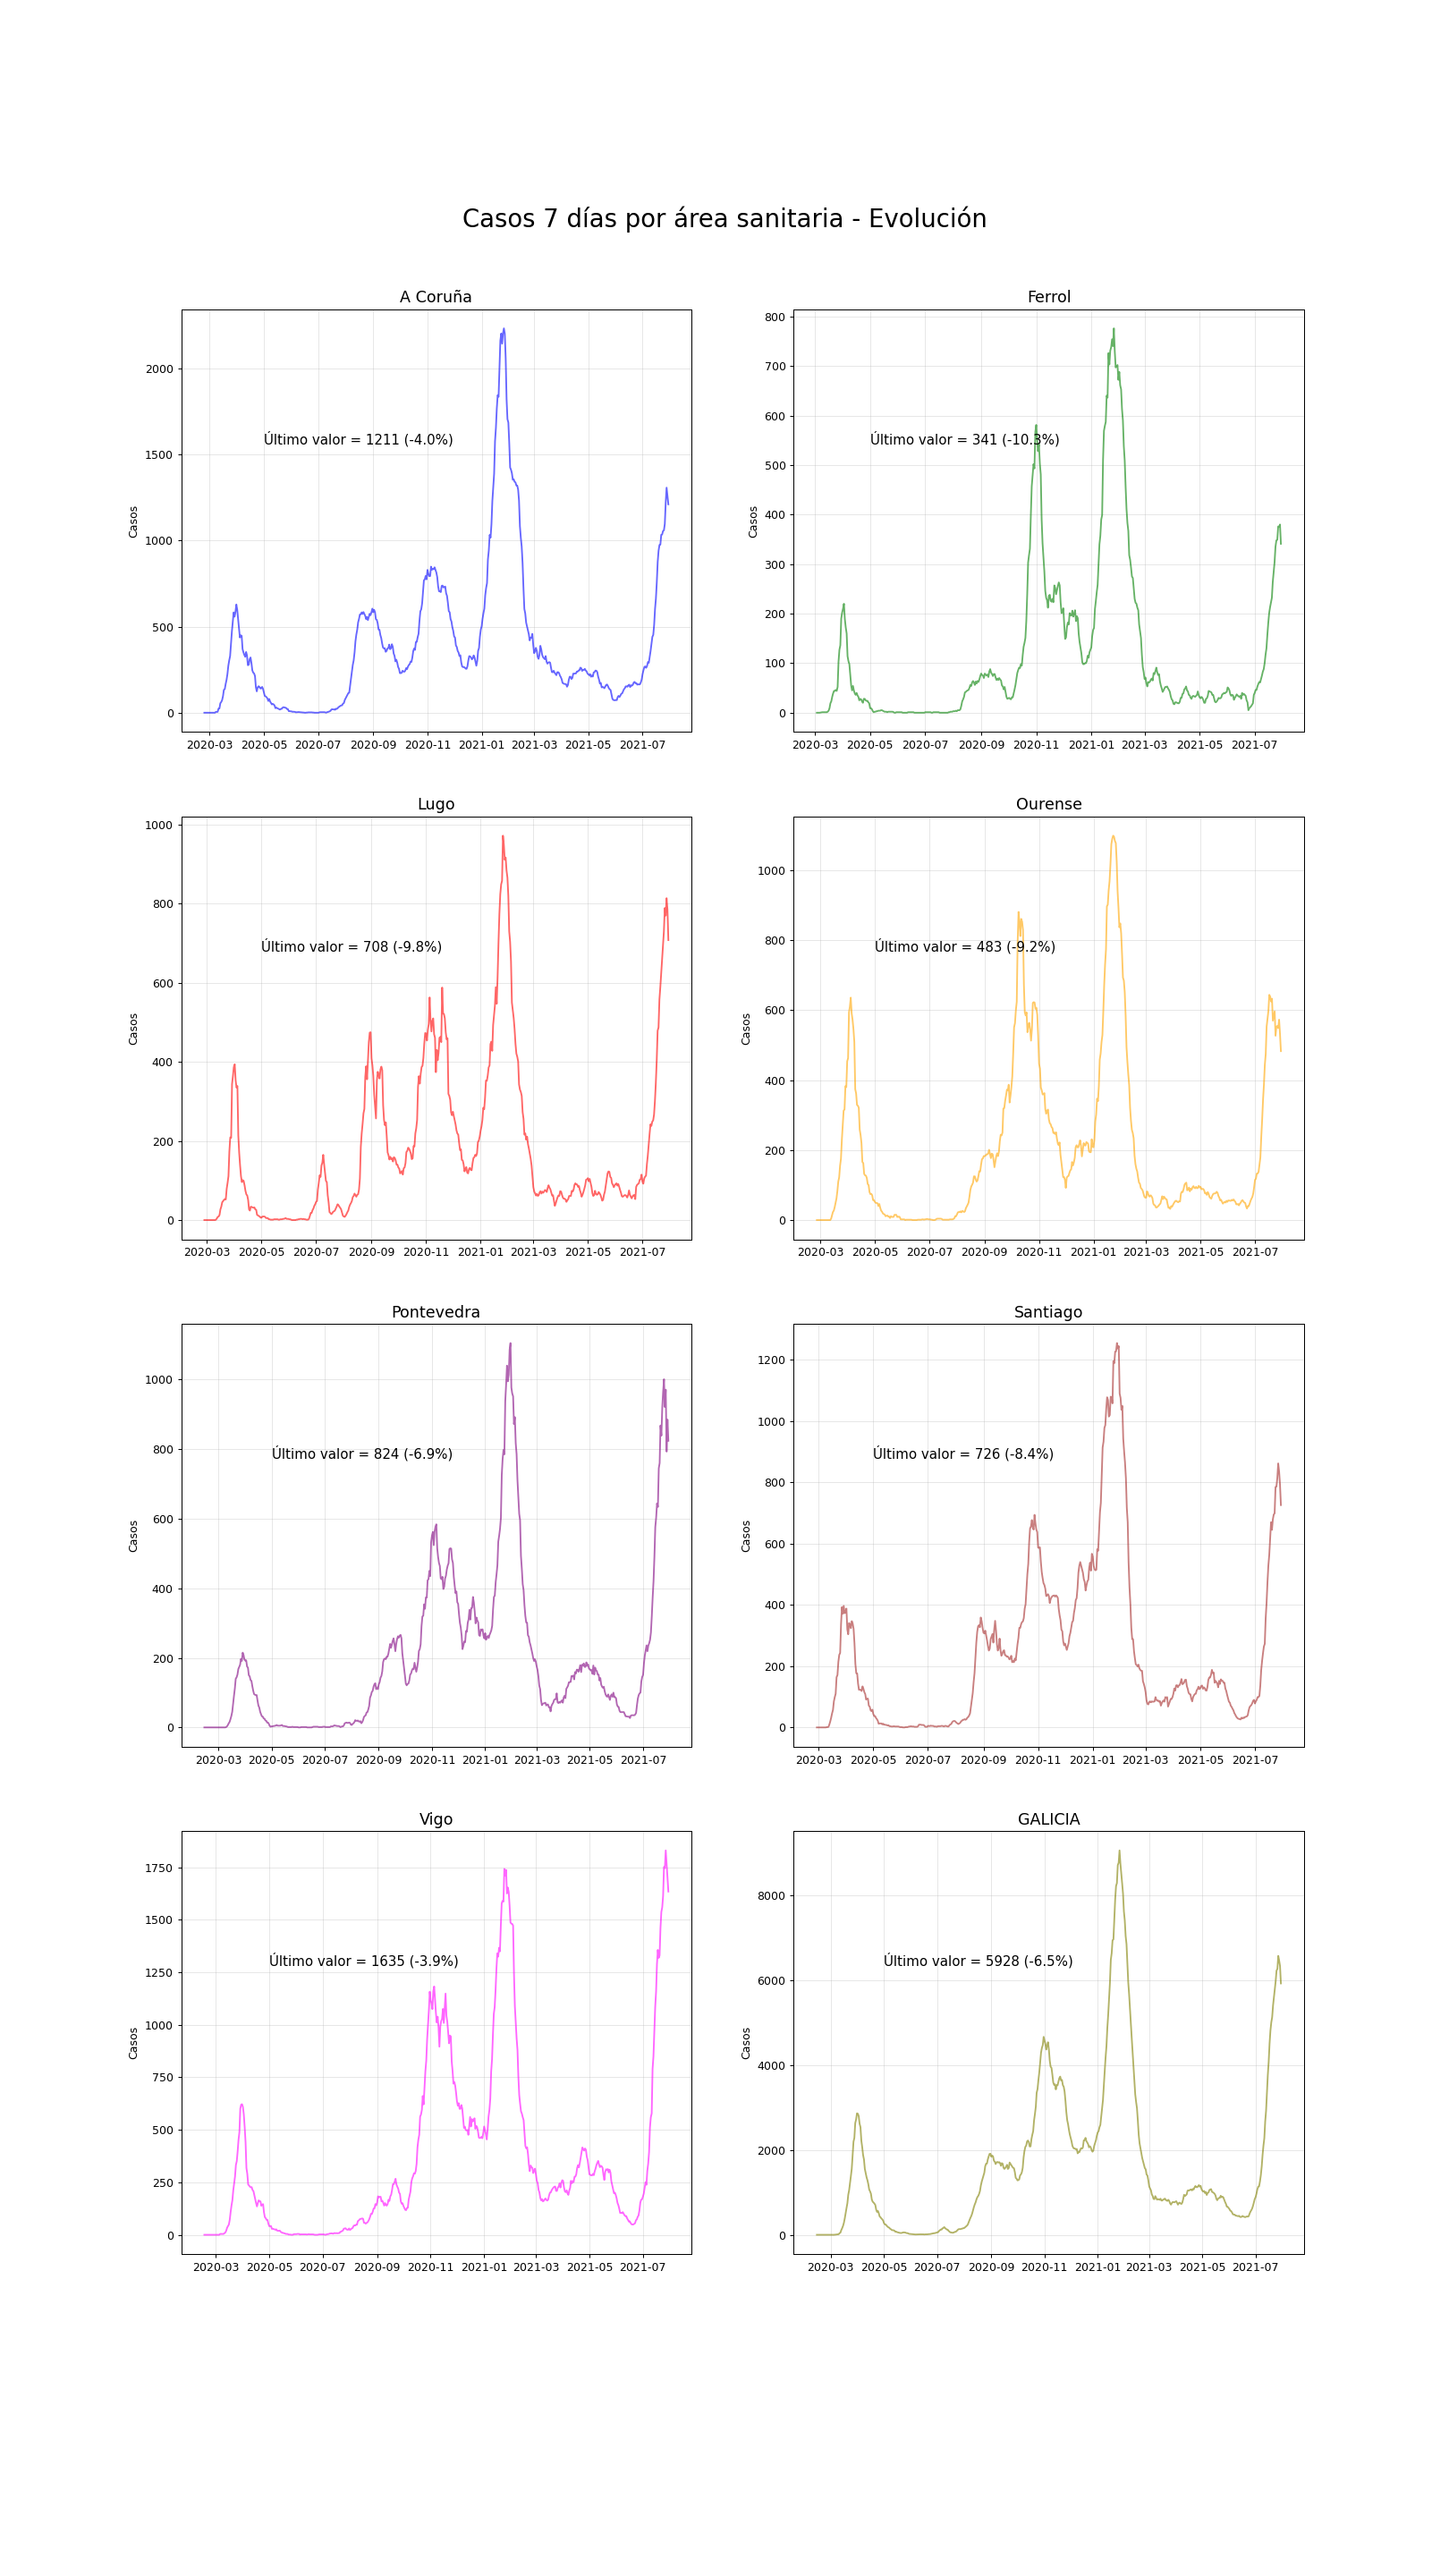 Casos 7 días por área sanitaria - Evolución
A Coruña
Casos
2000
1500
1000
500
0
Último valor = 1211 (-4.0%)
2020-03 2020-05 2020-07 2020-09 2020-11 2021-01 2021-03 2021-05 2021-07
Ferrol
Casos
800
700
600
500
400
300
200
100
0
Último valor = 341 (-10.3%)
2020-03 2020-05 2020-07 2020-09 2020-11 2021-01 2021-03 2021-05 2021-07
Lugo
Casos
1000
800
600
400
200
0
Último valor = 708 (-9.8%)
2020-03 2020-05 2020-07 2020-09 2020-11 2021-01 2021-03 2021-05 2021-07
Ourense
Casos
1000
800
600
400
200
0
Último valor = 483 (-9.2%)
2020-03 2020-05 2020-07 2020-09 2020-11 2021-01 2021-03 2021-05 2021-07
Pontevedra
Casos
1000
800
600
400
200
0
Último valor = 824 (-6.9%)
2020-03 2020-05 2020-07 2020-09 2020-11 2021-01 2021-03 2021-05 2021-07
Santiago
Casos
1200
1000
800
600
400
200
0
Último valor = 726 (-8.4%)
2020-03 2020-05 2020-07 2020-09 2020-11 2021-01 2021-03 2021-05 2021-07
Vigo
Casos
1750
1500
1250
1000
750
500
250
0
Último valor = 1635 (-3.9%)
2020-03 2020-05 2020-07 2020-09 2020-11 2021-01 2021-03 2021-05 2021-07
GALICIA
Casos
8000
6000
4000
2000
0
Último valor = 5928 (-6.5%)
2020-03 2020-05 2020-07 2020-09 2020-11 2021-01 2021-03 2021-05 2021-07